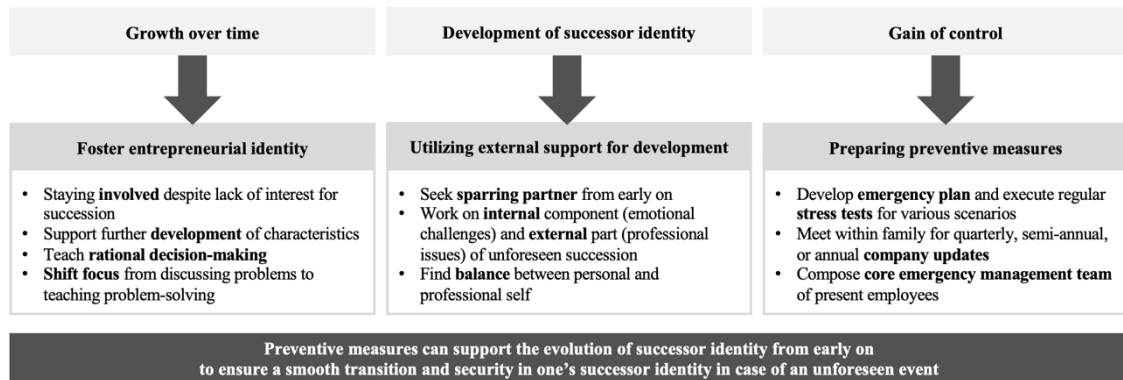 Growth over time
Development of successor identity
Gain of control
Foster entrepreneurial identity
• Staying involved despite lack of interest for
succession
• Support further development of characteristics
• Teach rational decision-making
• Shift focus from discussing problems to
teaching problem-solving
Utilizing external support for development
• Seek sparring partner from early on
• Work on internal component (emotional
challenges) and external part (professional
issues) of unforeseen succession
• Find balance between personal and
professional self
Preparing preventive measures
• Develop emergency plan and execute regular
stress tests for various scenarios
• Meet within family for quarterly, semi-annual,
or annual company updates
• Compose core emergency management team
of present employees
Preventive measures can support the evolution of successor identity from early on
to ensure a smooth transition and security in one's successor identity in case of an unforeseen event